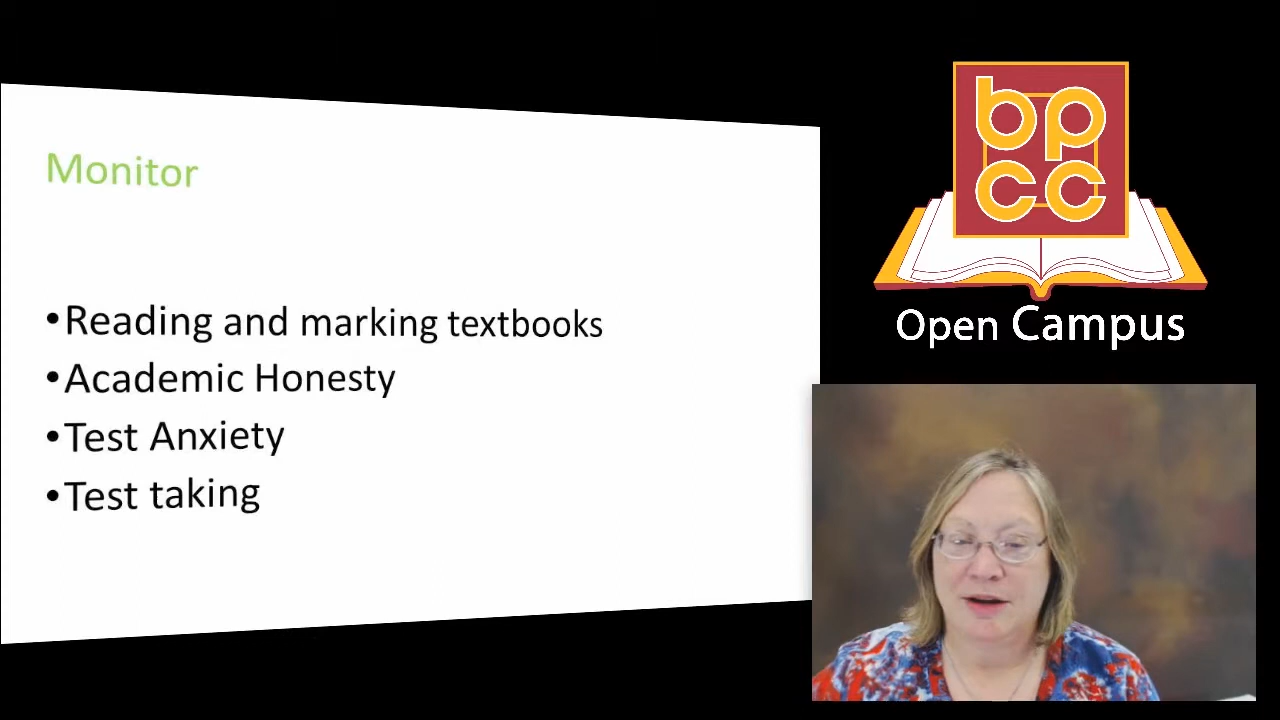 Monitor
•Reading and marking textbooks
•Academic Honesty
•Test Anxiety
•Test taking
bp
cc
Open Campus